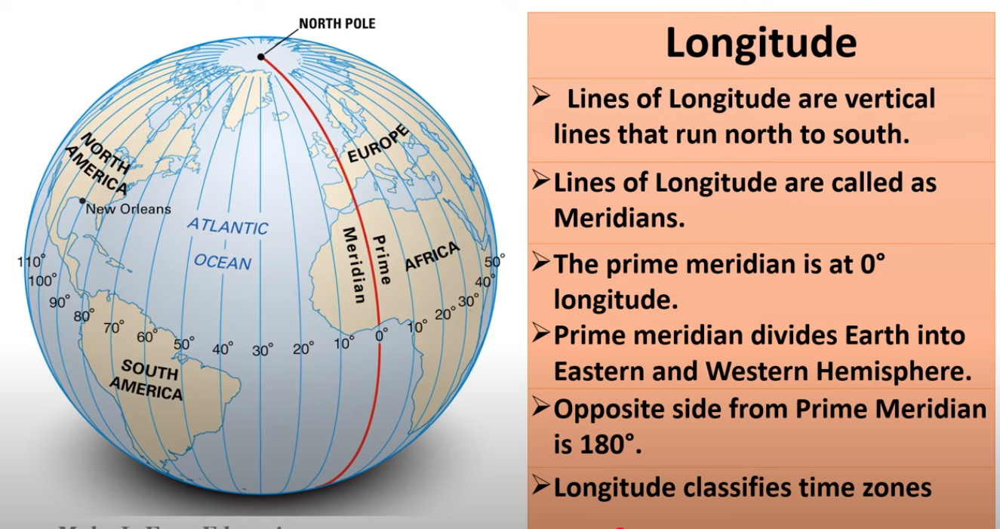 NORTH POLE
NORTH
AMERICA
New Orleans
EUROPE
ATLANTIC
OCEAN
Prime
Meridian
AFRICA
110°
100°
90°
80°
70°
60°
50°
40°
30°
20°
10°
0°
10°
20°
30°
40°
50°
SOUTH
AMERICA
Longitude
➢ Lines of Longitude are vertical
lines that run north to south.
➢ Lines of Longitude are called as
Meridians.
➢ The prime meridian is at 0°
longitude.
➢ Prime meridian divides Earth into
Eastern and Western Hemisphere.
➢ Opposite side from Prime Meridian
is 180°.
➢ Longitude classifies time zones